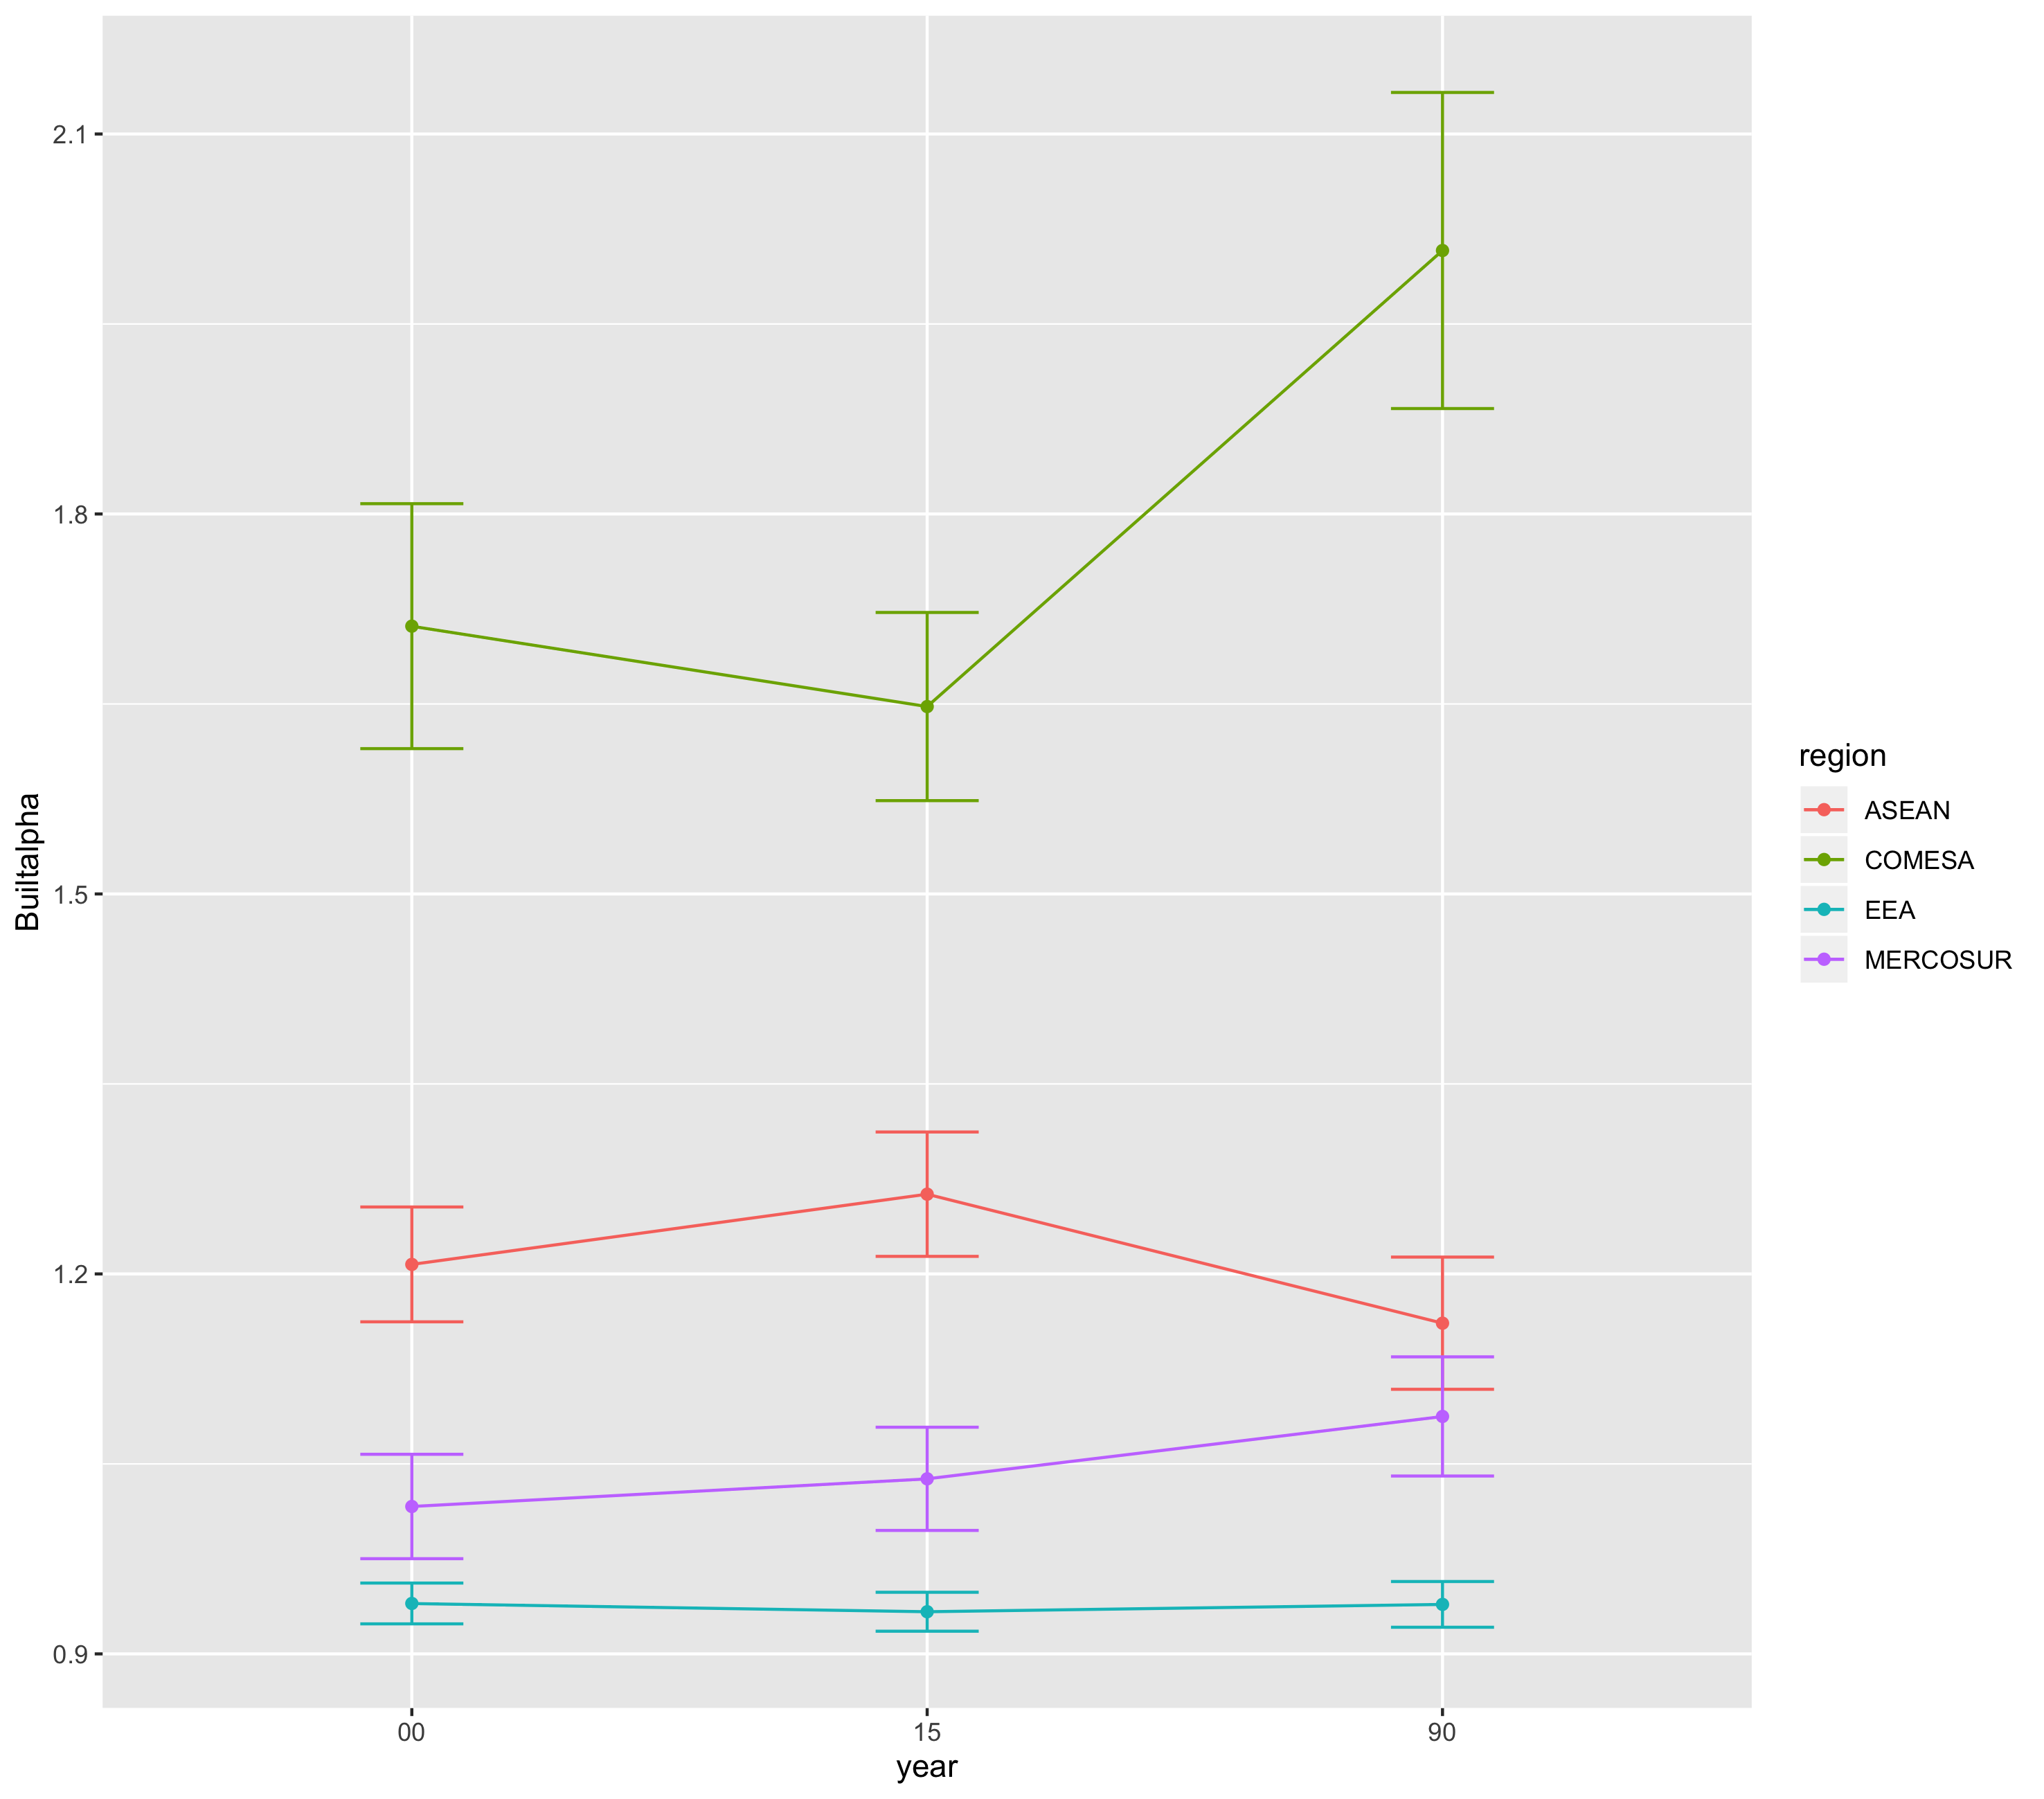 2.1
1.8
1.5
1.2
0.9
Builtalpha
00 15 90
year
region
ASEAN
COMESA
EEA
MERCOSUR